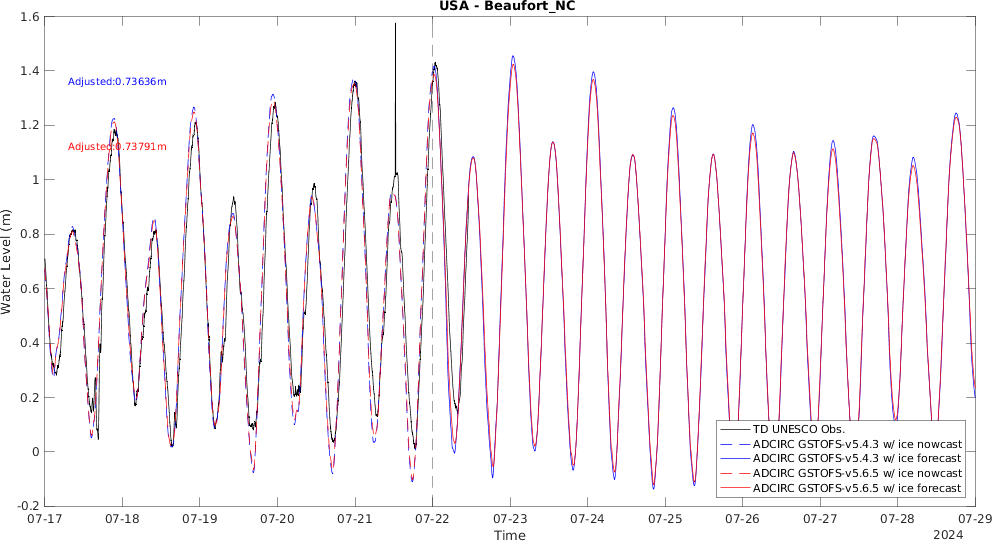 USA - Beaufort_NC
1.6
1.4
1.2
1
0.8
0.6
0.4
0.2
0
-0.2
Water Level (m)
Adjusted:0.73636m
Adjusted:0.73791m
TD UNESCO Obs.
ADCIRC GSTOFS-v5.4.3 w/ ice nowcast
ADCIRC GSTOFS-v5.4.3 w/ ice forecast
ADCIRC GSTOFS-v5.6.5 w/ ice nowcast
ADCIRC GSTOFS-v5.6.5 w/ ice forecast
07-17 07-18 07-19 07-20 07-21 07-22 07-23 07-24 07-25 07-26 07-27 07-28 07-29
Time
2024